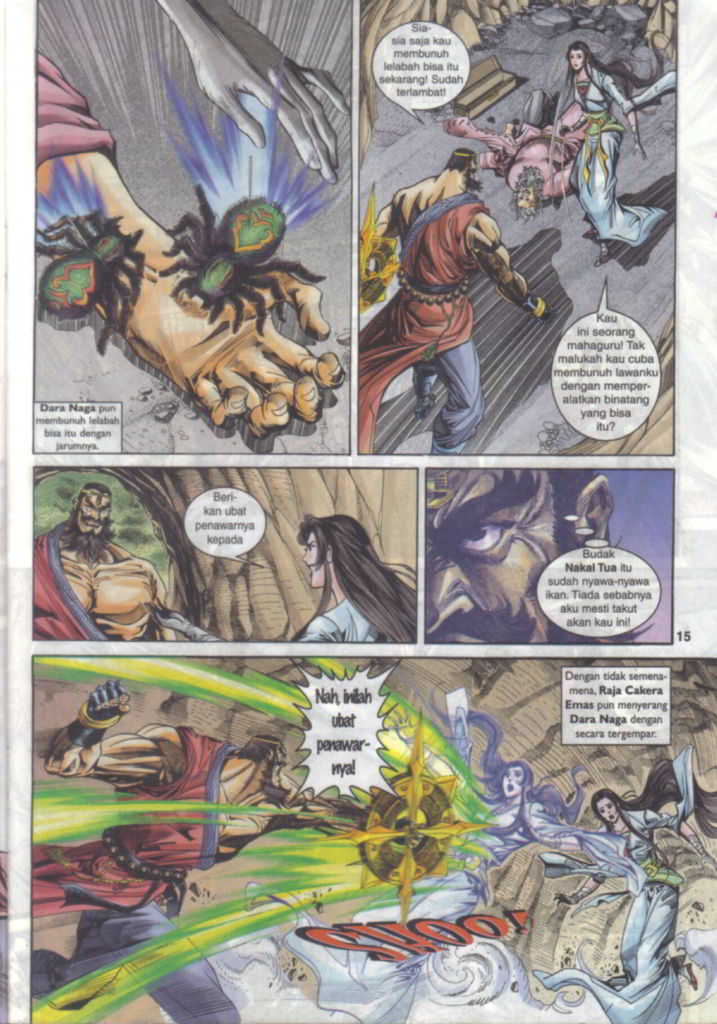 Dara Naga pun
membunuh lelabah
bisa itu dengan
jarumnya.
Sia-
sia saja kau
membunuh
lelabah bisa itu
sekarang! Sudah
terlambat!
Kau
ini seorang
mahaguru! Tak
malukah kau cuba
membunuh lawanku
dengan memper-
alatkan binatang
yang bisa
itu?
Beri-
kan ubat
penawarnya
kepada
Budak
Nakal Tua itu
sudah nyawa-nyawa
ikan. Tiada sebabnya
aku mesti takut
akan kau ini!
15
Nah, inilah
ubat
penawar-
nya!
Dengan tidak semena-
mena, Raja Cakera
Emas pun menyerang
Dara Naga dengan
secara tergempar.
SHOO!